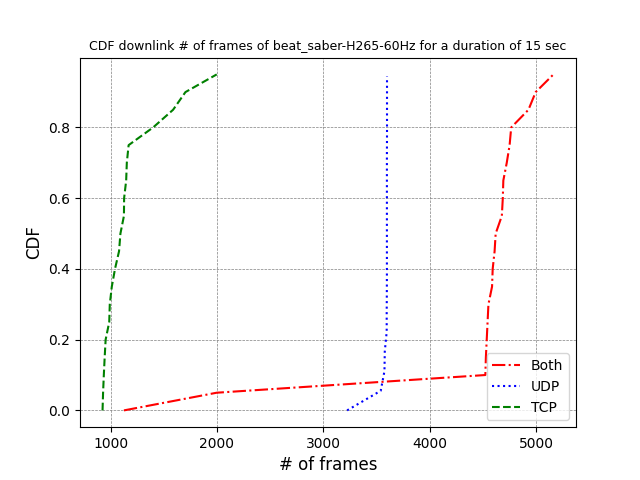 CDF downlink # of frames of beat_saber-H265-60Hz for a duration of 15 sec
CDF
0.8
0.6
0.4
0.2
0.0
Both
UDP
TCP
1000 2000 3000 4000 5000
# of frames